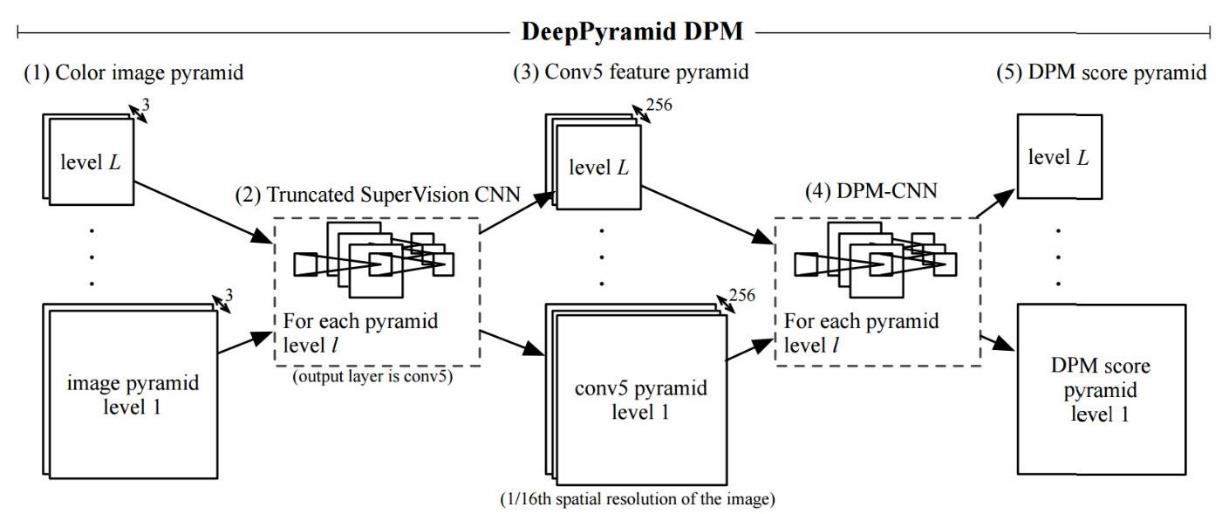 DeepPyramid DPM
(1) Color image pyramid
(3) Conv5 feature pyramid
(5) DPM score pyramid
3
level L
256
level L
level L
(2) Truncated SuperVision CNN
For each pyramid
level l
(output layer is conv5)
(4) DPM-CNN
For each pyramid
level l
3
image pyramid
level 1
256
conv5 pyramid
level 1
(1/16th spatial resolution of the image)
DPM score
pyramid
level 1